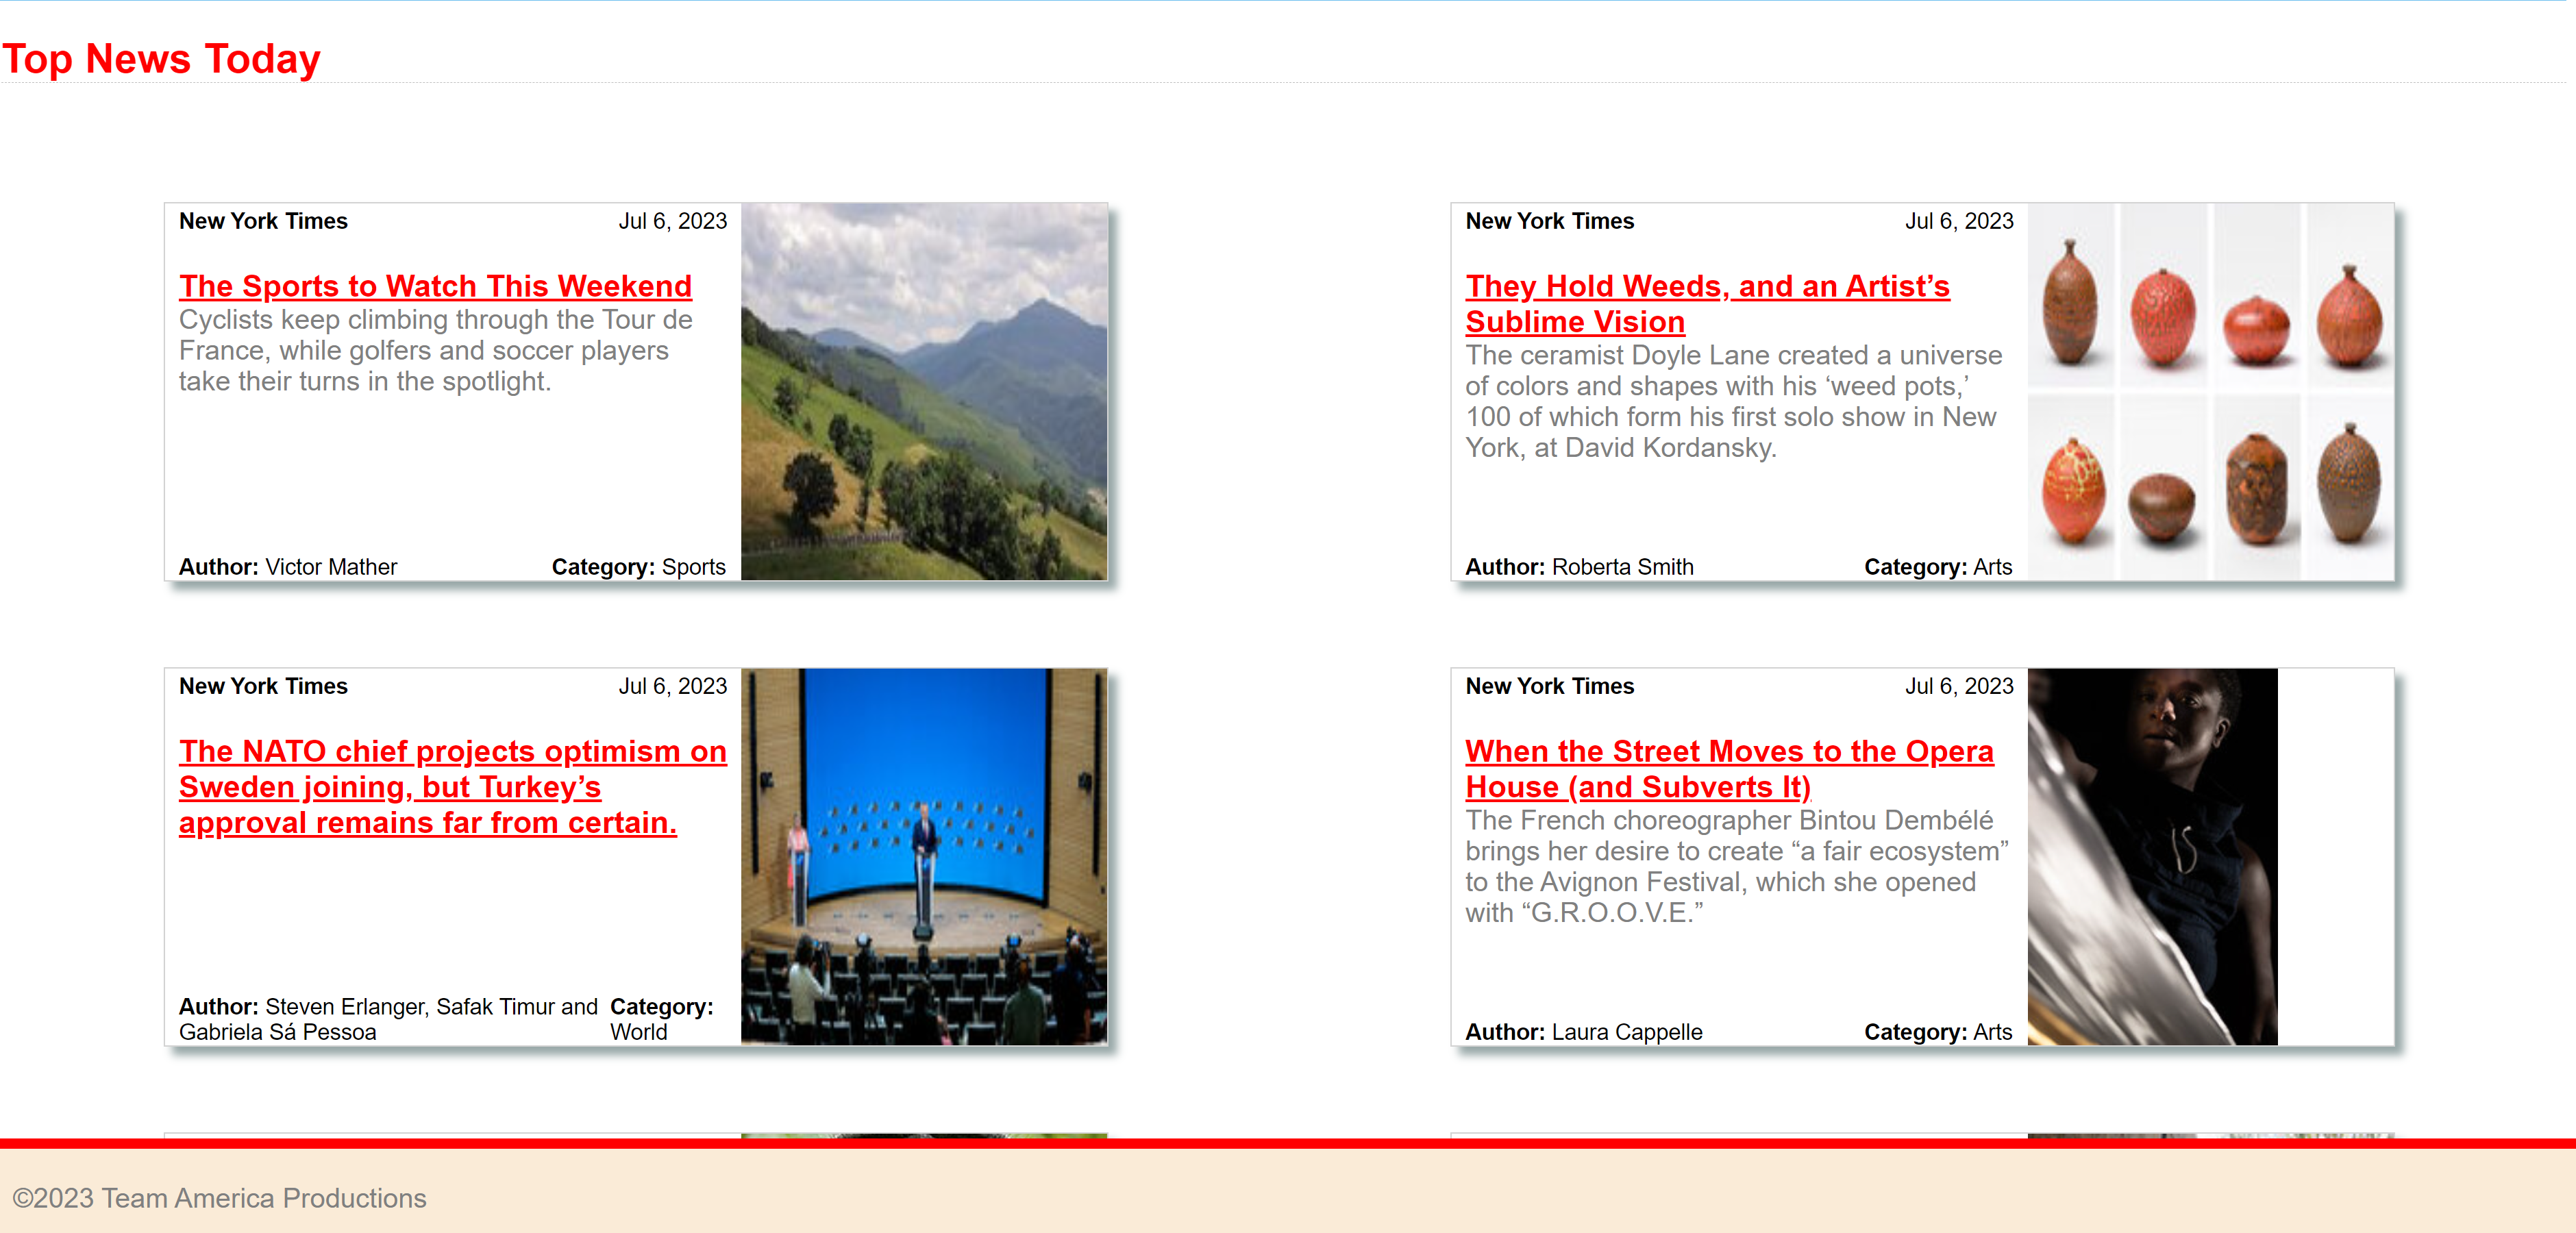 Top News Today
New York Times
Jul 6, 2023
The Sports to Watch This Weekend
Cyclists keep climbing through the Tour de
France, while golfers and soccer players
take their turns in the spotlight.
Author: Victor Mather
Category: Sports
New York Times
Jul 6, 2023
They Hold Weeds, and an Artist’s
Sublime Vision
The ceramist Doyle Lane created a universe
of colors and shapes with his ‘weed pots,’
100 of which form his first solo show in New
York, at David Kordansky.
Author: Roberta Smith
Category: Arts
New York Times
Jul 6, 2023
The NATO chief projects optimism on
Sweden joining, but Turkey’s
approval remains far from certain.
Author: Steven Erlanger, Safak Timur and
Gabriela Sá Pessoa
Category:
World
New York Times
Jul 6, 2023
When the Street Moves to the Opera
House (and Subverts It)
The French choreographer Bintou Dembélé
brings her desire to create “a fair ecosystem”
to the Avignon Festival, which she opened
with “G.R.O.O.V.E.”
Author: Laura Cappelle
Category: Arts
©2023 Team America Productions